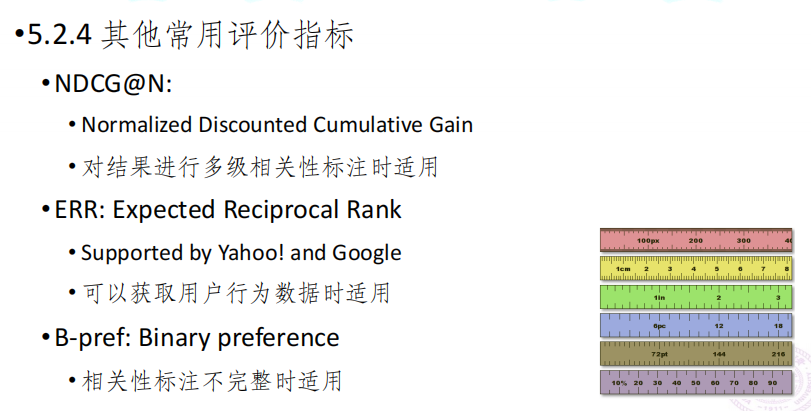 •5.2.4 其他常用评价指标
•NDCG@N:
• Normalized Discounted Cumulative Gain
• 对结果进行多级相关性标注时适用
•ERR: Expected Reciprocal Rank
• Supported by Yahoo! and Google
• 可以获取用户行为数据时适用
•B-pref: Binary preference
• 相关性标注不完整时适用
100px 200 300 40
1cm 2 3 4 5 6 7 8
1in 2 3
6pc 12 18
72pt 144 216
10% 20 30 40 50 60 70 80 90